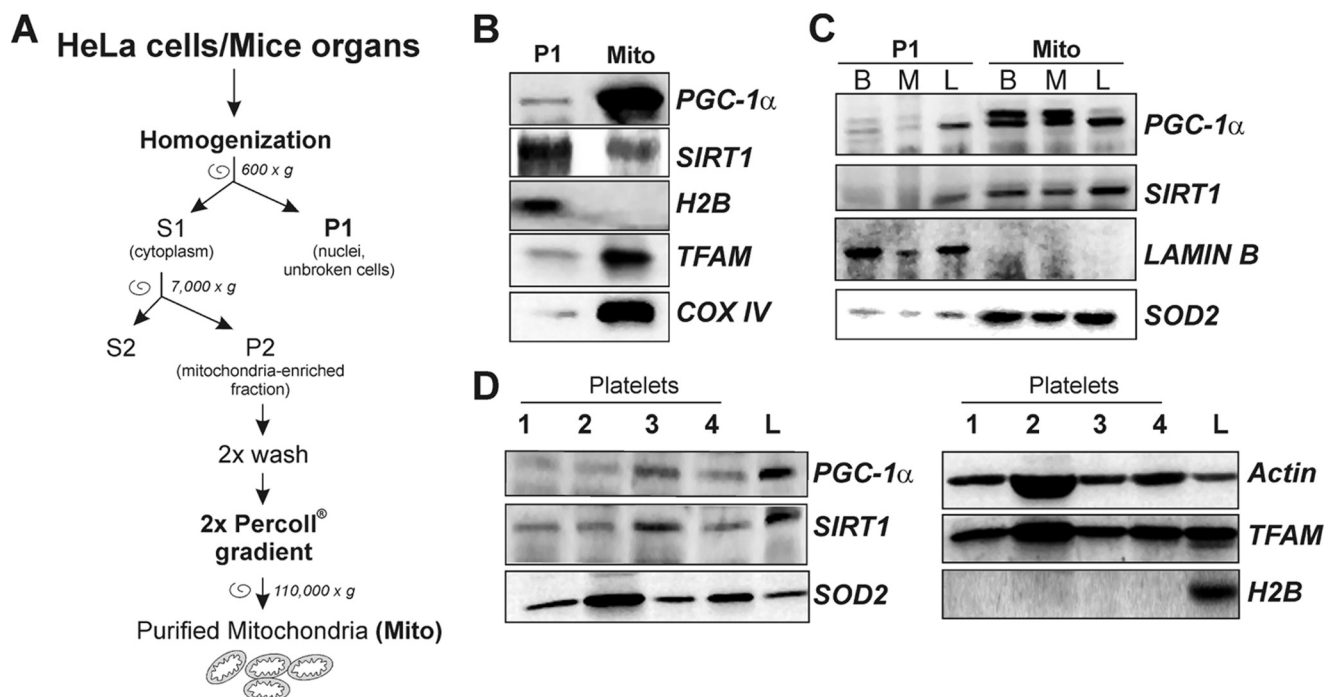 A
HeLa cells/Mice organs
Homogenization
600 x g
S1
(cytoplasm)
P1
(nuclei,
unbroken cells)
7,000 x g
S2
P2
(mitochondria-enriched
fraction)
2x wash
2x Percoll®
gradient
110,000 x g
Purified Mitochondria (Mito)
B
P1 Mito
PGC-1α
SIRT1
H2B
TFAM
COX IV
C
P1 Mito
B M L B M L
PGC-1α
SIRT1
LAMIN B
SOD2
D
Platelets
1 2 3 4 L
PGC-1α
SIRT1
SOD2
Platelets
1 2 3 4 L
Actin
TFAM
H2B